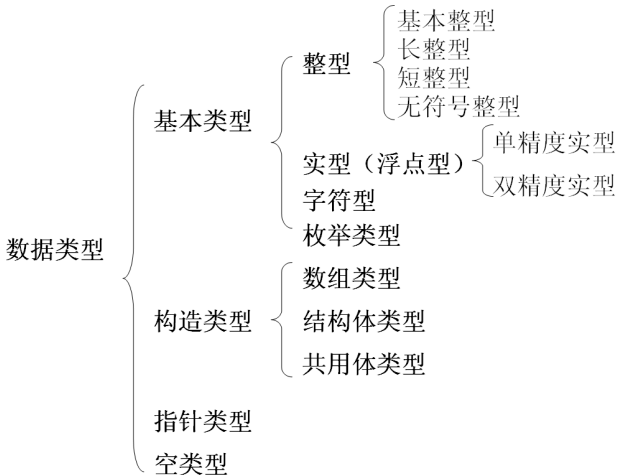 数据类型
基本类型
整型
基本整型
长整型
短整型
无符号整型
实型（浮点型）
单精度实型
双精度实型
字符型
枚举类型
构造类型
数组类型
结构体类型
共用体类型
指针类型
空类型